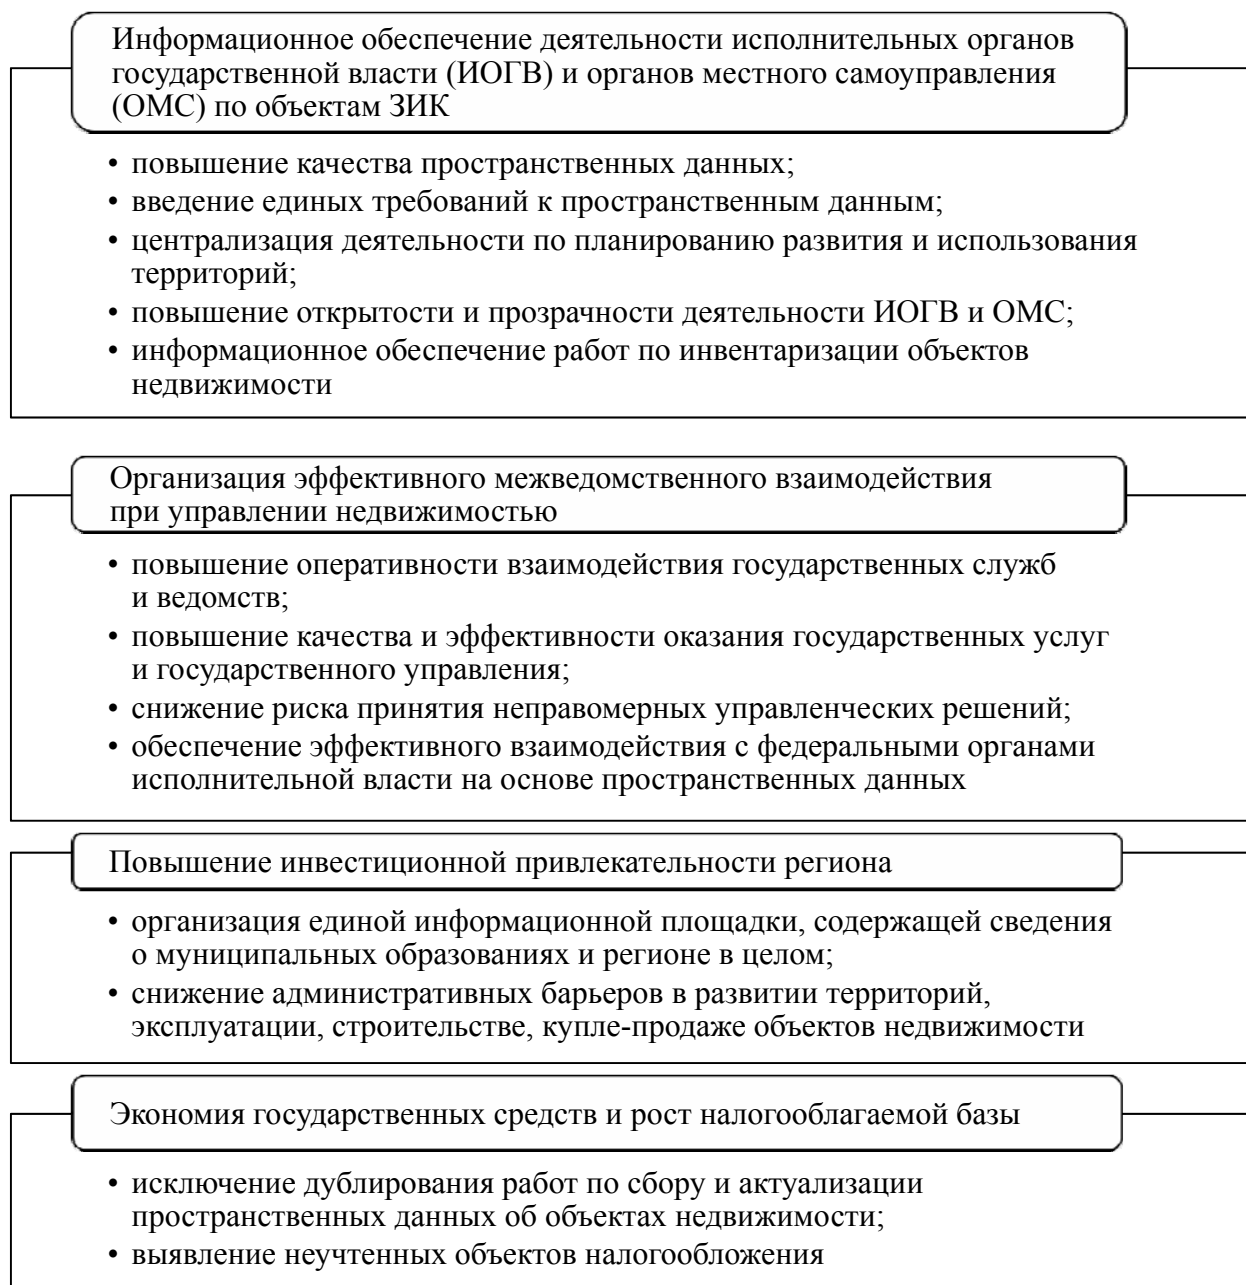 Информационное обеспечение деятельности исполнительных органов
государственной власти (ИОГВ) и органов местного самоуправления
(ОМС) по объектам ЗИК
• повышение качества пространственных данных;
• введение единых требований к пространственным данным;
• централизация деятельности по планированию развития и использования
территорий;
• повышение открытости и прозрачности деятельности ИОГВ и ОМС;
• информационное обеспечение работ по инвентаризации объектов
недвижимости
Организация эффективного межведомственного взаимодействия
при управлении недвижимостью
• повышение оперативности взаимодействия государственных служб
и ведомств;
• повышение качества и эффективности оказания государственных услуг
и государственного управления;
• снижение риска принятия неправомерных управленческих решений;
• обеспечение эффективного взаимодействия с федеральными органами
исполнительной власти на основе пространственных данных
Повышение инвестиционной привлекательности региона
• организация единой информационной площадки, содержащей сведения
о муниципальных образованиях и регионе в целом;
• снижение административных барьеров в развитии территорий,
эксплуатации, строительстве, купле-продаже объектов недвижимости
Экономия государственных средств и рост налогооблагаемой базы
• исключение дублирования работ по сбору и актуализации
пространственных данных об объектах недвижимости;
• выявление неучтенных объектов налогообложения